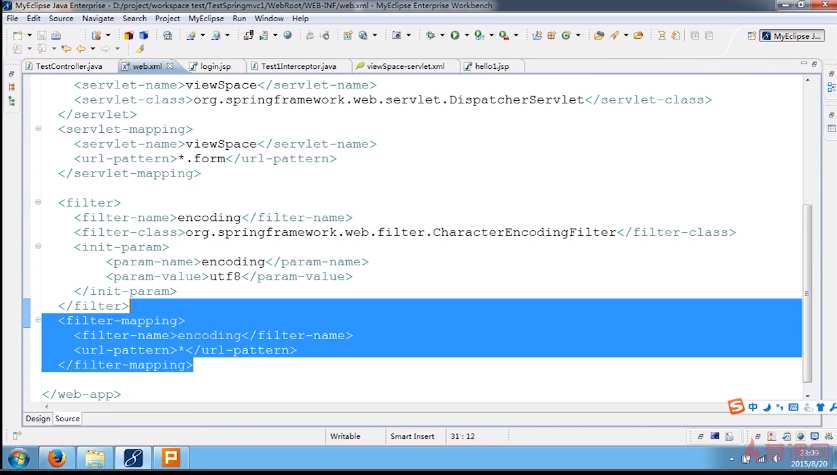 MyEclipse Java Enterprise - D:/project/workspace test/TestSpringmvc1/WebRoot/WEB-INF/web.xml - MyEclipse Enterprise Workbench
File Edit Source Navigate Search Project MyEclipse Run Window Help
MyEclipse J...
TestController.java web.xml login.jsp Test1Interceptor.java viewSpace-servlet.xml hello1.jsp
<servlet-name>viewSpace</servlet-name>
<servlet-class>org.springframework.web.servlet.DispatcherServlet</servlet-class>
</servlet>
<servlet-mapping>
<servlet-name>viewSpace</servlet-name>
<url-pattern>*.form</url-pattern>
</servlet-mapping>
<filter>
<filter-name>encoding</filter-name>
<filter-class>org.springframework.web.filter.CharacterEncodingFilter</filter-class>
<init-param>
<param-name>encoding</param-name>
<param-value>utf8</param-value>
</init-param>
</filter>
<filter-mapping>
<filter-name>encoding</filter-name>
<url-pattern>*</url-pattern>
</filter-mapping>
</web-app>
中
Design Source
Writable Smart Insert 31 : 12
23:09
2015/8/20